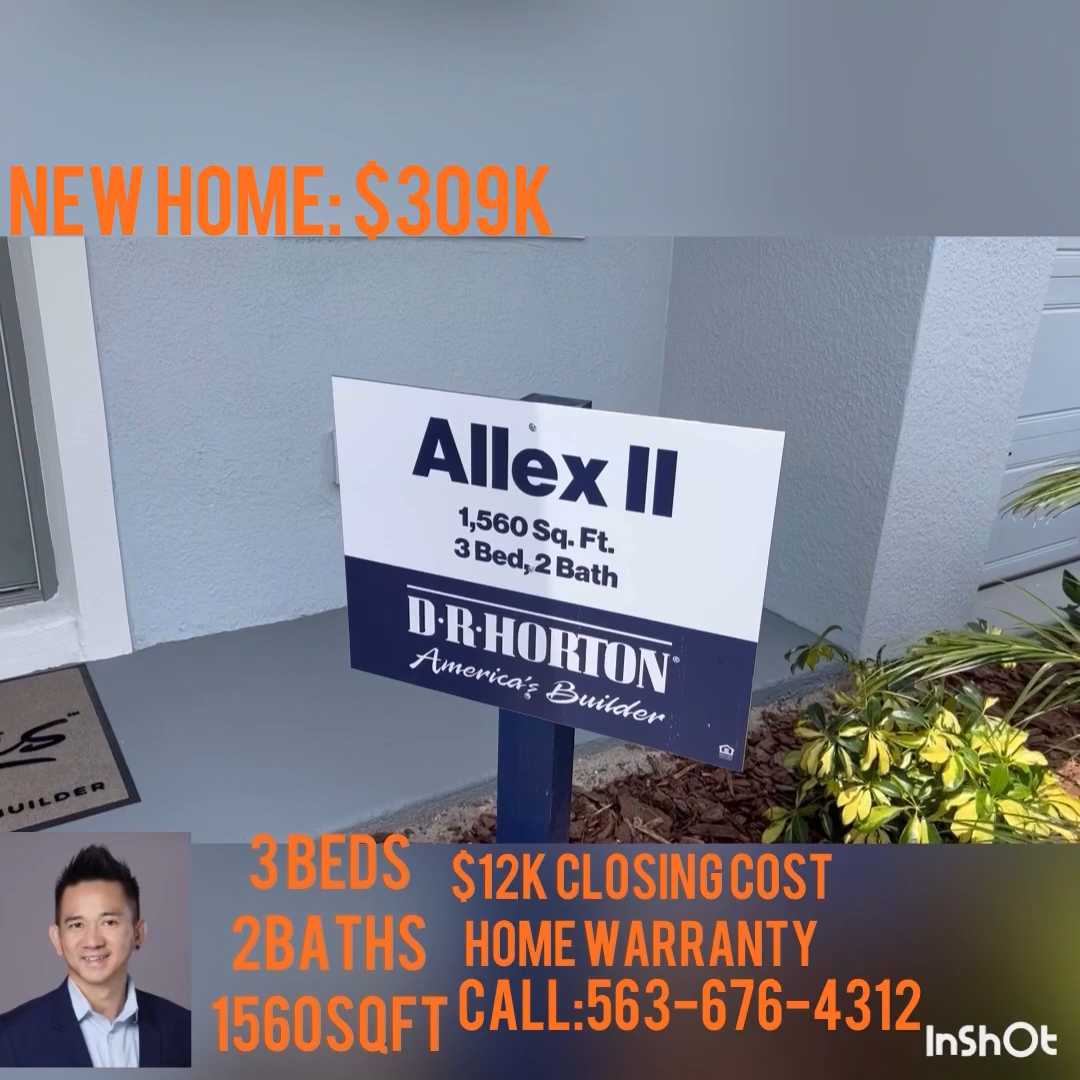 NEW HOME: $309K
Allex II
1,560 Sq. Ft.
3 Bed, 2 Bath
D·R·HORTON®
America's Builder
BUILDER
3 BEDS
2BATHS
1560SQFT
$12K CLOSING COST
HOME WARRANTY
CALL:563-676-4312
InShOt